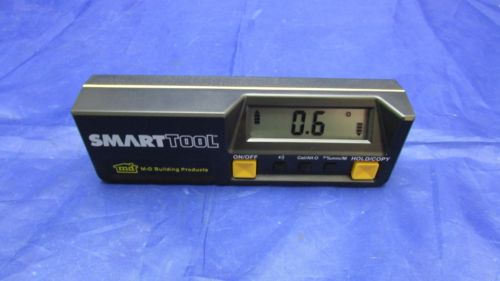 0.6 °
SMARTTOOL
md M-D Building Products
ON/OFF Cal/Alt 0 HOLD/COPY